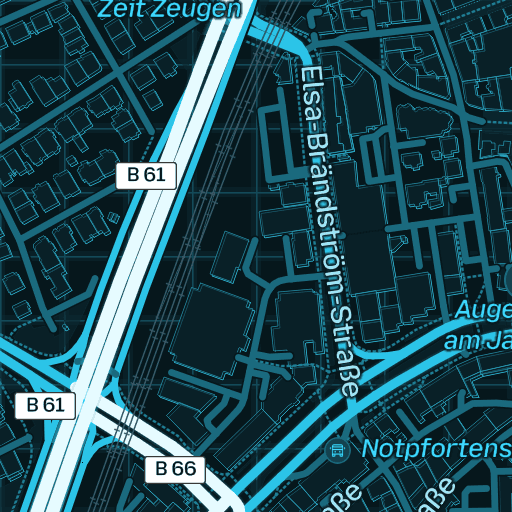 Zeit Zeugen
Elsa-Brändström-Straße
B 61
Auge
am Ja
B 61
Notpfortens
B 66
aße
aße